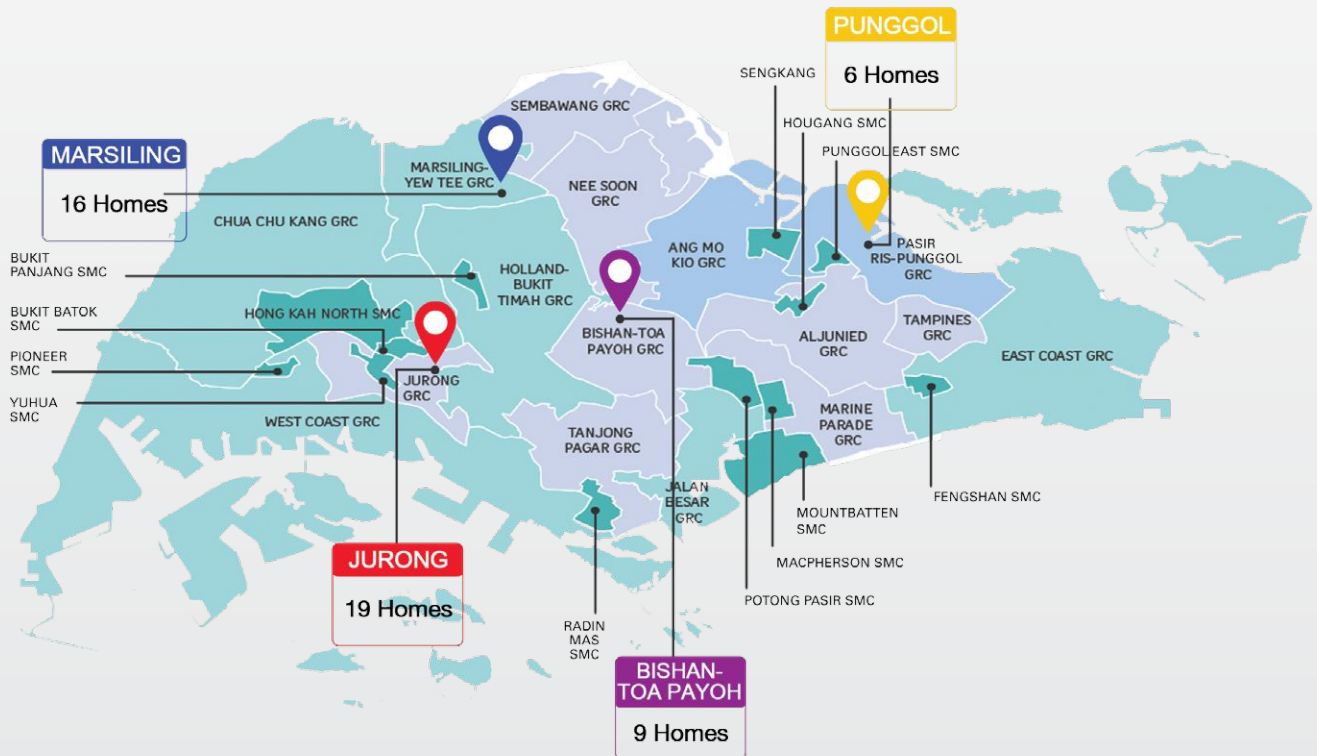 PUNGGOL
6 Homes
SENGKANG
HOUGANG SMC
PUNGGOL EAST SMC
SEMBAWANG GRC
MARSILING
16 Homes
MARSILING-
YEW TEE GRC
NEE SOON
GRC
CHUA CHU KANG GRC
ANG MO
KIO GRC
PASIR
RIS-PUNGGOL
GRC
BUKIT
PANJANG SMC
HOLLAND-
BUKIT
TIMAH GRC
BUKIT BATOK
SMC
HONG KAH NORTH SMC
BISHAN-TOA
PAYOH GRC
ALJUNIED
GRC
TAMPINES
GRC
EAST COAST GRC
PIONEER
SMC
JURONG
GRC
YUHUA
SMC
WEST COAST GRC
TANJONG
PAGAR GRC
MARINE
PARADE
GRC
JALAN
BESAR
GRC
FENGSHAN SMC
MOUNTBATTEN
SMC
MACPHERSON SMC
POTONG PASIR SMC
JURONG
19 Homes
RADIN
MAS
SMC
BISHAN-
TOA PAYOH
9 Homes